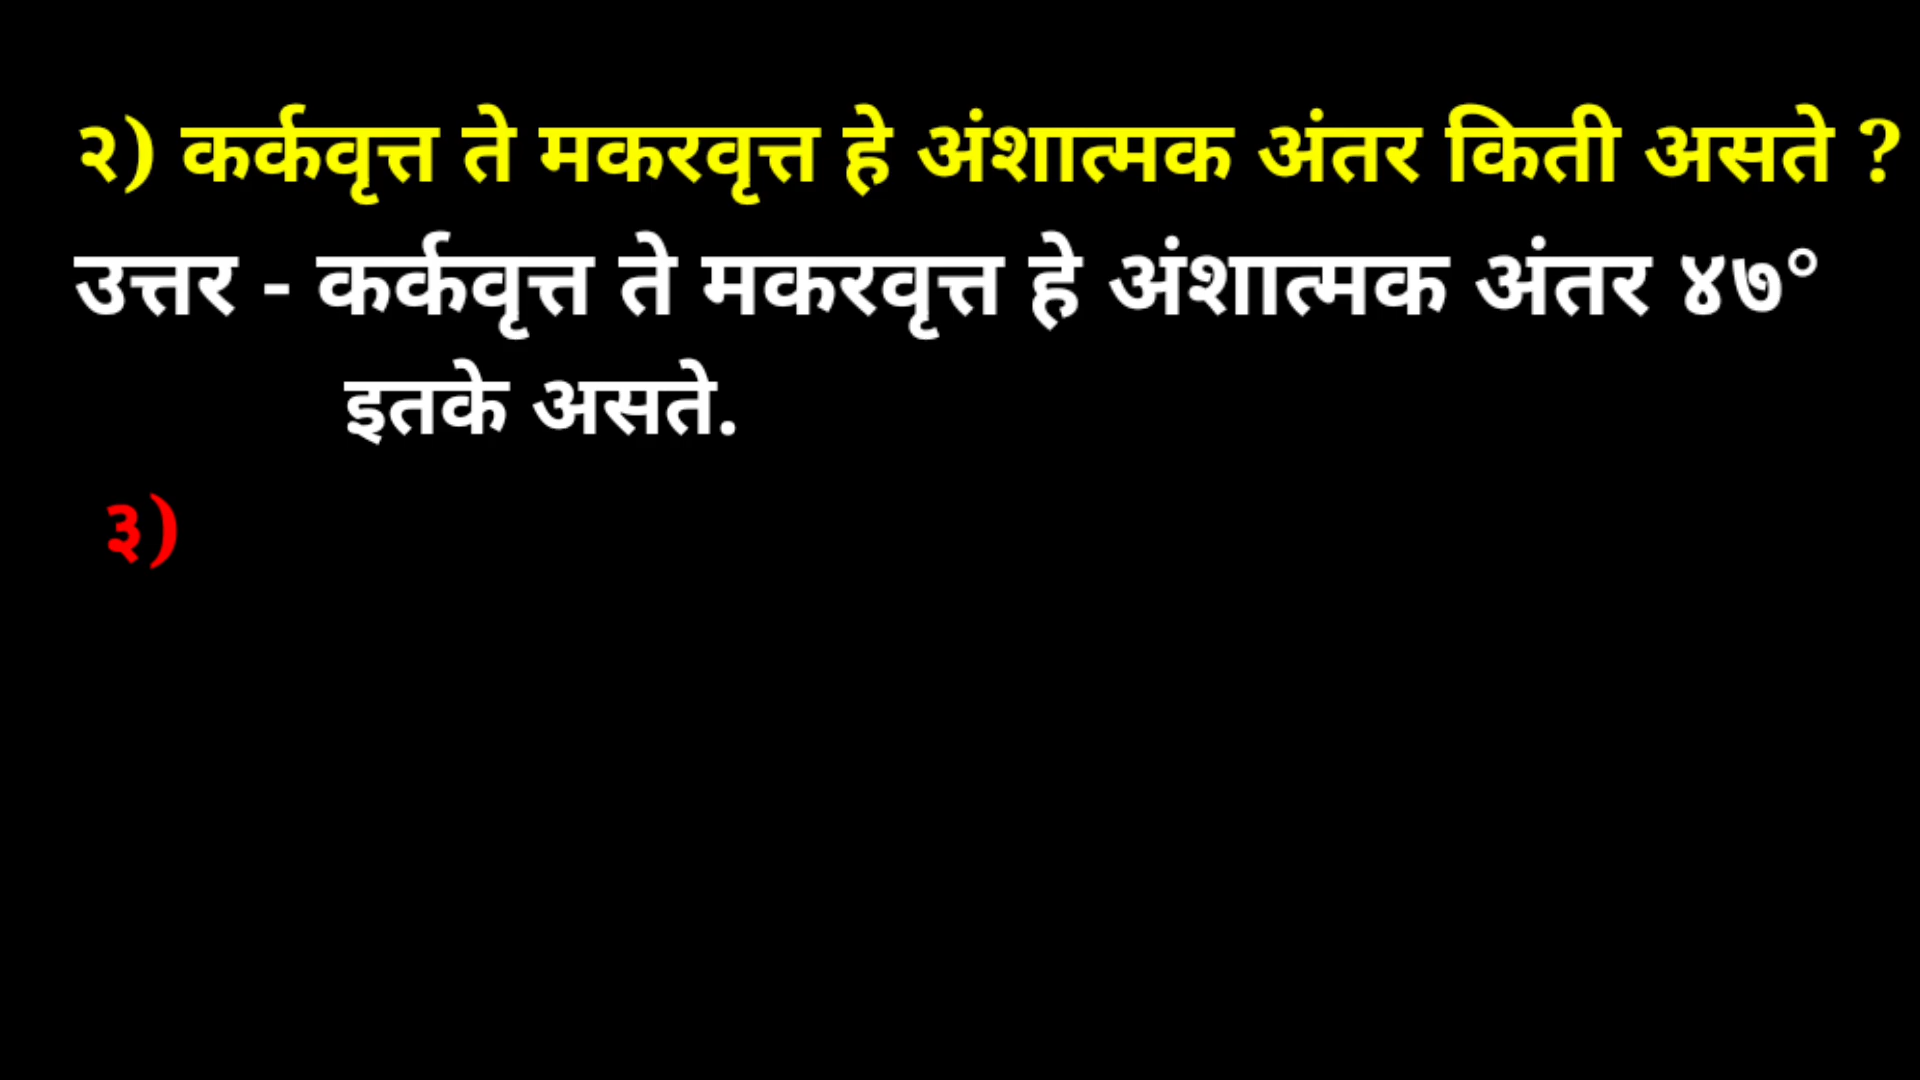 २) कर्कवृत्त ते मकरवृत्त हे अंशात्मक अंतर किती असते ?
उत्तर - कर्कवृत्त ते मकरवृत्त हे अंशात्मक अंतर ४७°
इतके असते.
३)